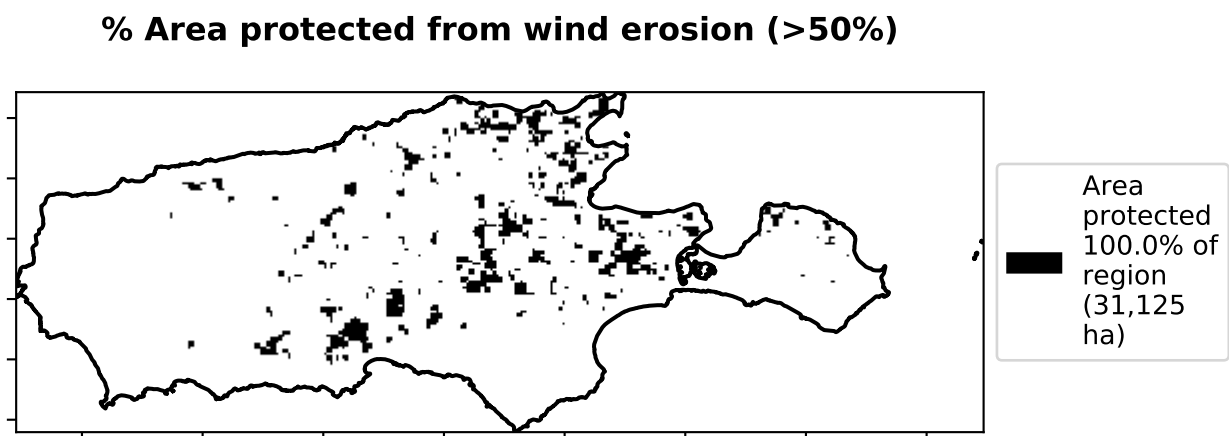 % Area protected from wind erosion (>50%)
Area
protected
100.0% of
region
(31,125
ha)